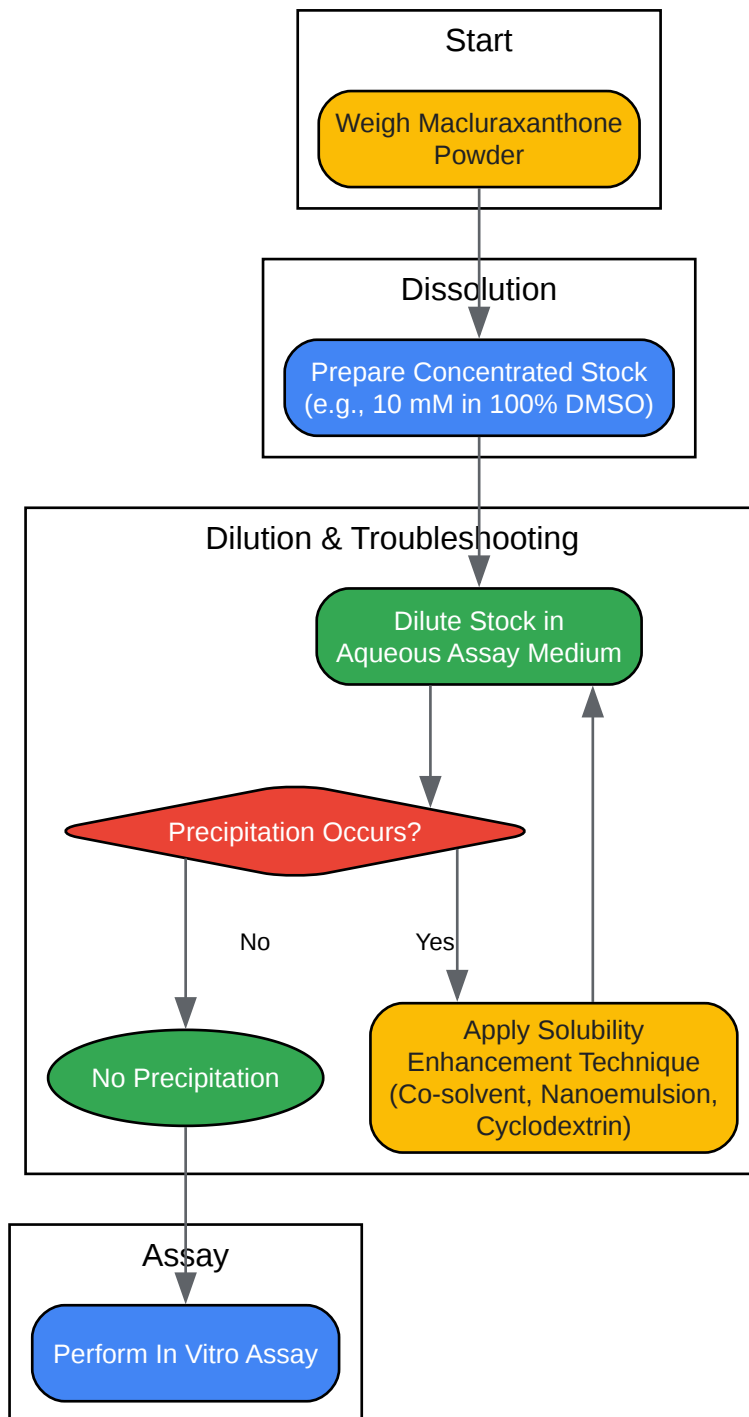 Start
Weigh Macluraxanthone
Powder
Dissolution
Prepare Concentrated Stock
(e.g., 10 mM in 100% DMSO)
Dilution & Troubleshooting
Dilute Stock in
Aqueous Assay Medium
Precipitation Occurs?
No
Yes
No Precipitation
Apply Solubility
Enhancement Technique
(Co-solvent, Nanoemulsion,
Cyclodextrin)
Assay
Perform In Vitro Assay